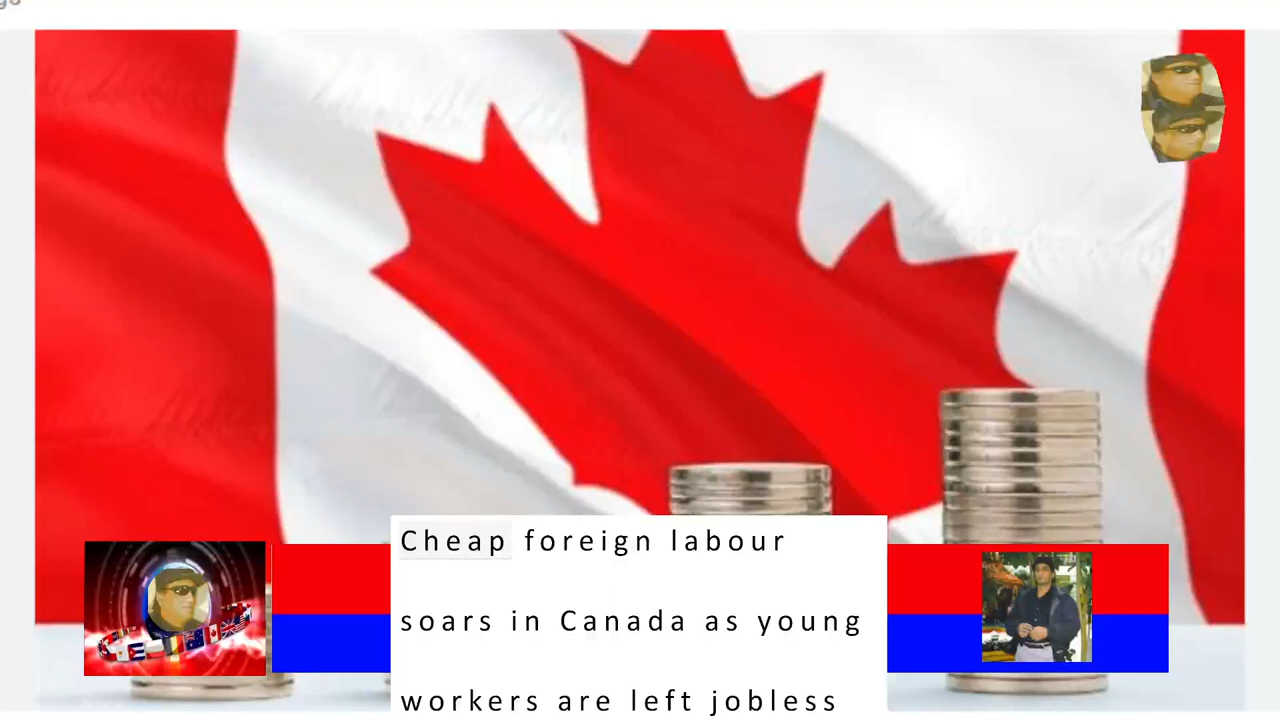 Cheap foreign labour
soars in Canada as young
workers are left jobless